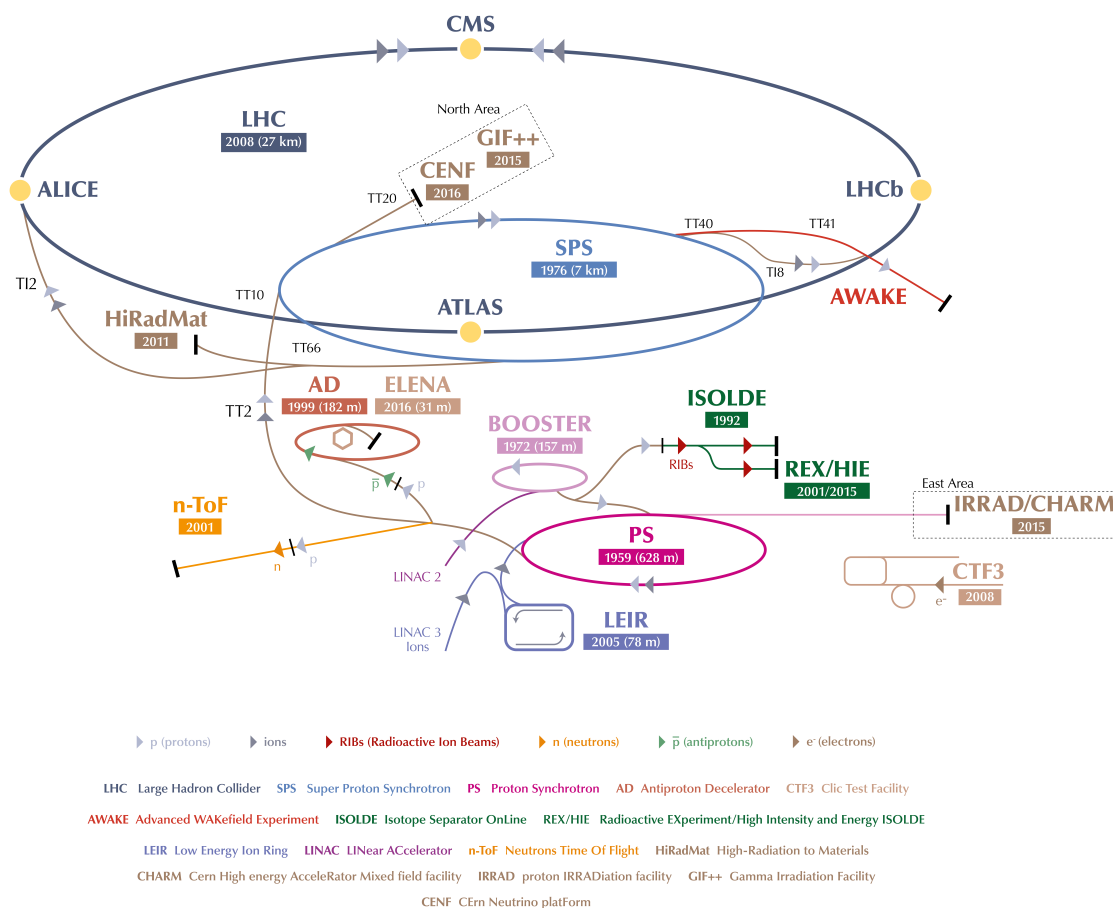 CMS
LHC
2008 (27 km)
North Area
GIF++
2015
CENF
2016
ALICE
LHCb
TT20
TT40
TT41
SPS
1976 (7 km)
TI8
TI2
TT10
AWAKE
ATLAS
HiRadMat
2011
TT66
AD
1999 (182 m)
ELENA
2016 (31 m)
TT2
ISOLDE
1992
BOOSTER
1972 (157 m)
RIBs
REX/HIE
2001/2015
p̅
p
East Area
n-ToF
2001
IRRAD/CHARM
2015
PS
1959 (628 m)
n
p
LINAC 2
CTF3
2008
e-
LEIR
2005 (78 m)
LINAC 3
Ions
p (protons) ions RIBs (Radioactive Ion Beams) n (neutrons) p̅ (antiprotons) e- (electrons)
LHC Large Hadron Collider SPS Super Proton Synchrotron PS Proton Synchrotron AD Antiproton Decelerator CTF3 Clic Test Facility
AWAKE Advanced WAKefield Experiment ISOLDE Isotope Separator OnLine REX/HIE Radioactive EXperiment/High Intensity and Energy ISOLDE
LEIR Low Energy Ion Ring LINAC LINear ACcelerator n-ToF Neutrons Time Of Flight HiRadMat High-Radiation to Materials
CHARM Cern High energy AcceleRator Mixed field facility IRRAD proton IRRADiation facility GIF++ Gamma Irradiation Facility
CENF CErn Neutrino platForm